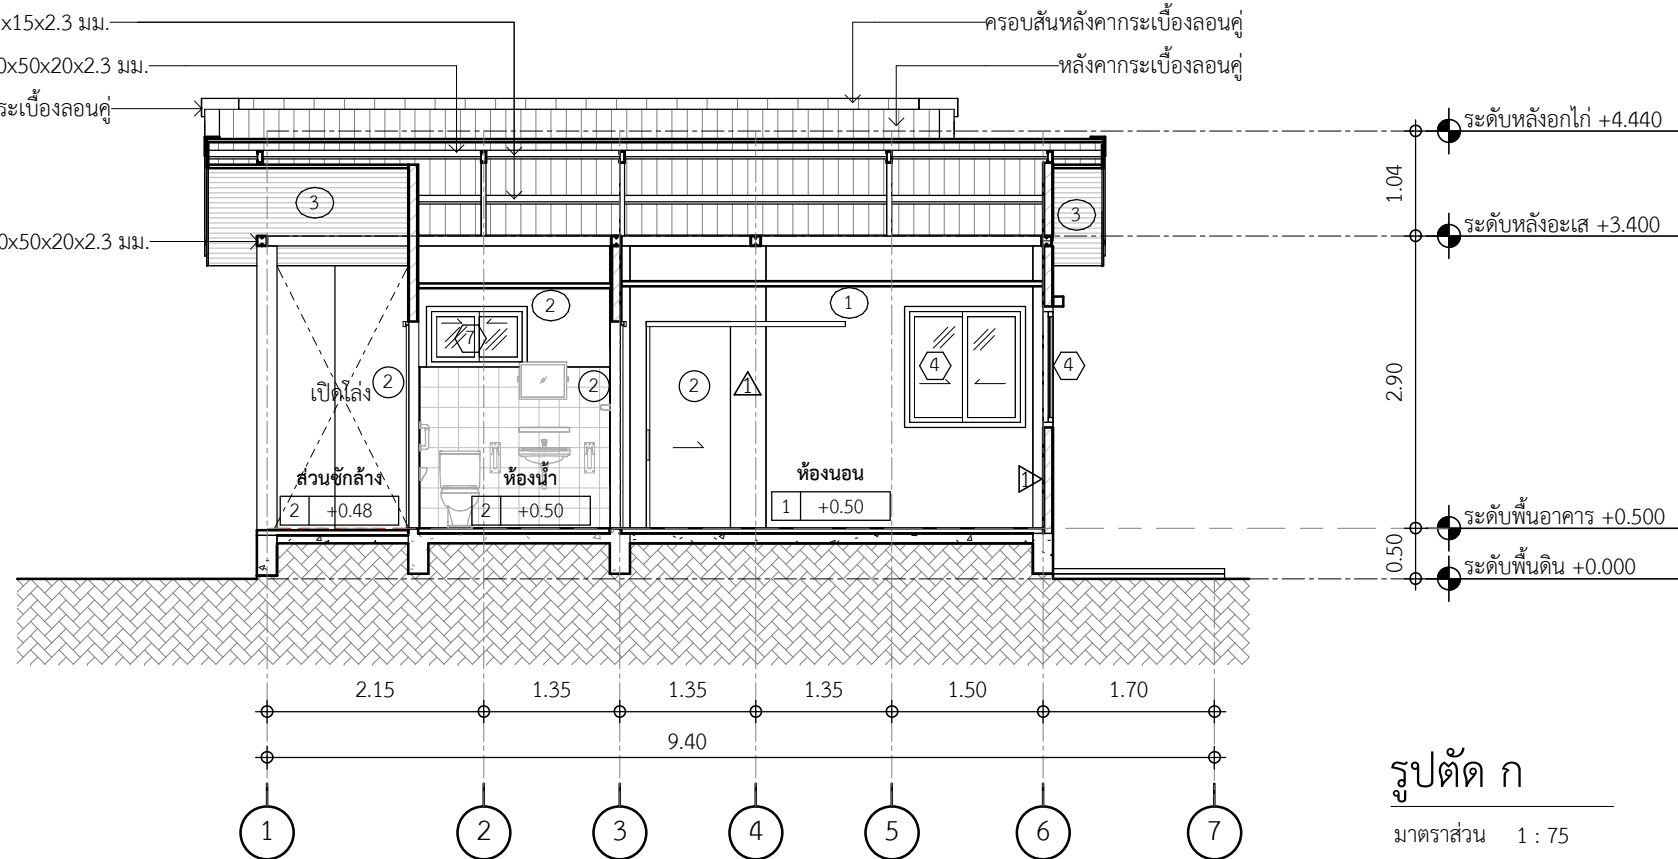 x15x2.3 มม.
ครอบสันหลังคากระเบื้องลอนคู่
0x50x20x2.3 มม.
หลังคากระเบื้องลอนคู่
ระเบื้องลอนคู่
ระดับหลังอกไก่ +4.440
1.04
3
3
0x50x20x2.3 มม.
ระดับหลังอะเส +3.400
2
1
7
4
4
2
เปิดโล่ง
2
2
1
2.90
ส่วนซักล้าง
ห้องน้ำ
ห้องนอน
1
2 +0.48
2 +0.50
1 +0.50
ระดับพื้นอาคาร +0.500
0.50
ระดับพื้นดิน +0.000
2.15 1.35 1.35 1.35 1.50 1.70
9.40
1 2 3 4 5 6 7
รูปตัด ก
มาตราส่วน 1 : 75